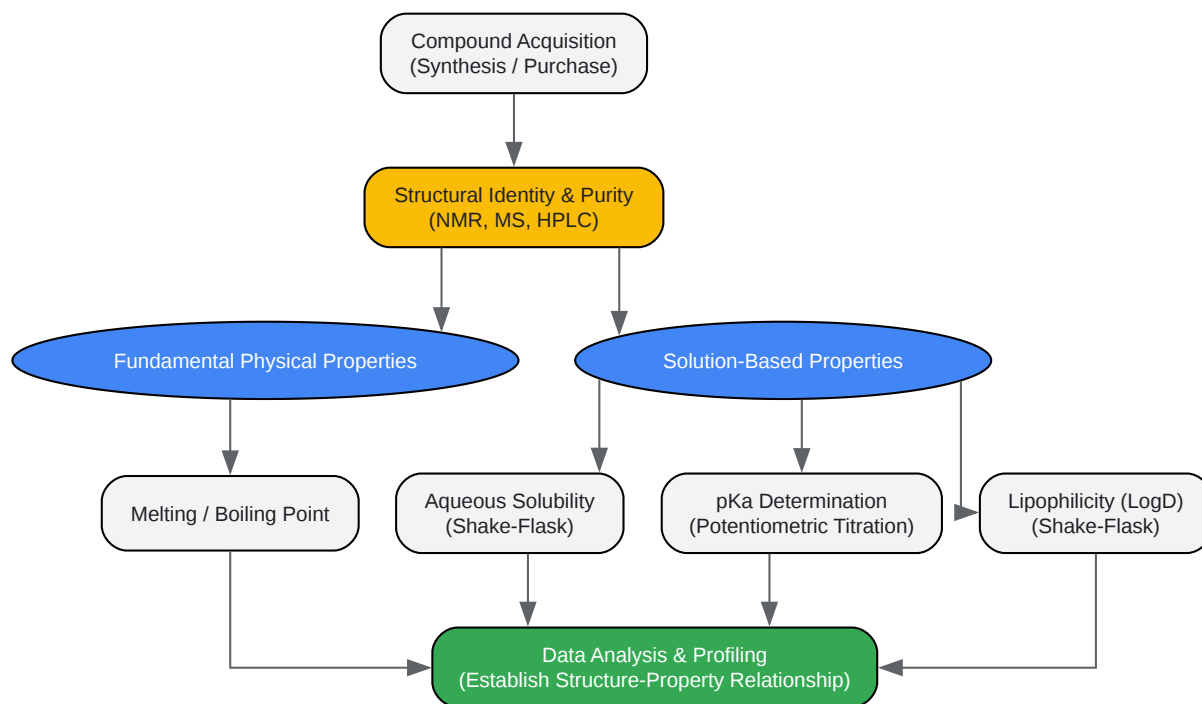 Compound Acquisition
(Synthesis / Purchase)
Structural Identity & Purity
(NMR, MS, HPLC)
Fundamental Physical Properties
Solution-Based Properties
Melting / Boiling Point
Aqueous Solubility
(Shake-Flask)
pKa Determination
(Potentiometric Titration)
Lipophilicity (LogD)
(Shake-Flask)
Data Analysis & Profiling
(Establish Structure-Property Relationship)